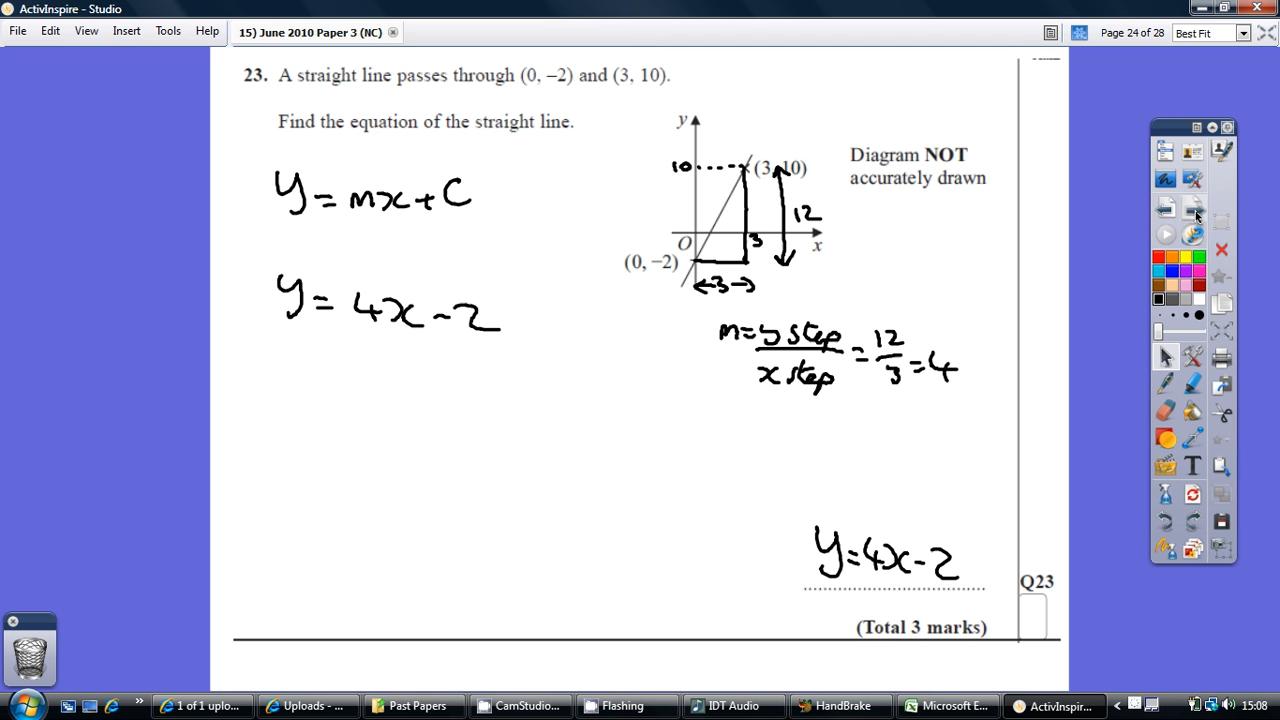 ActivInspire - Studio
File Edit View Insert Tools Help
15) June 2010 Paper 3 (NC)
Page 24 of 28
Best Fit
23. A straight line passes through (0, –2) and (3, 10).
Find the equation of the straight line.
y
10
(3, 10)
Diagram NOT
accurately drawn
12
O
3
x
(0, –2)
3
y = mx + C
y = 4x - 2
m = y step / x step = 12/3 = 4
y = 4x - 2
Q23
(Total 3 marks)
1 of 1 uplo...
Uploads - ...
Past Papers
CamStudio...
Flashing
IDT Audio
HandBrake
Microsoft E...
ActivInspire...
15:08